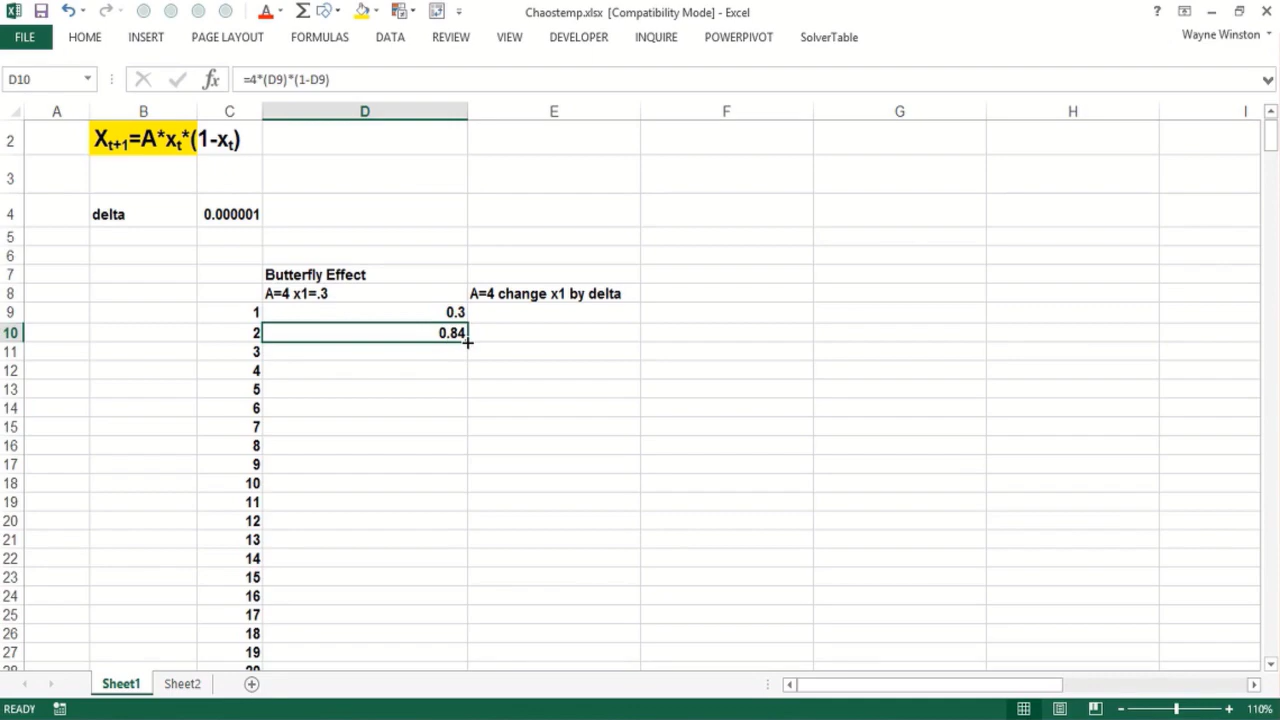 Chaostemp.xlsx [Compatibility Mode] - Excel
?
FILE HOME INSERT PAGE LAYOUT FORMULAS DATA REVIEW VIEW DEVELOPER INQUIRE POWERPIVOT SolverTable Wayne Winston
D10 fx =4*(D9)*(1-D9)
A B C D E F G H I
2 Xt+1=A*xt*(1-xt)
3
4 delta 0.000001
5
6
7 Butterfly Effect
8 A=4 x1=.3 A=4 change x1 by delta
9 1 0.3
10 2 0.84
11 3
12 4
13 5
14 6
15 7
16 8
17 9
18 10
19 11
20 12
21 13
22 14
23 15
24 16
25 17
26 18
27 19
28 20
Sheet1 Sheet2
READY 110%